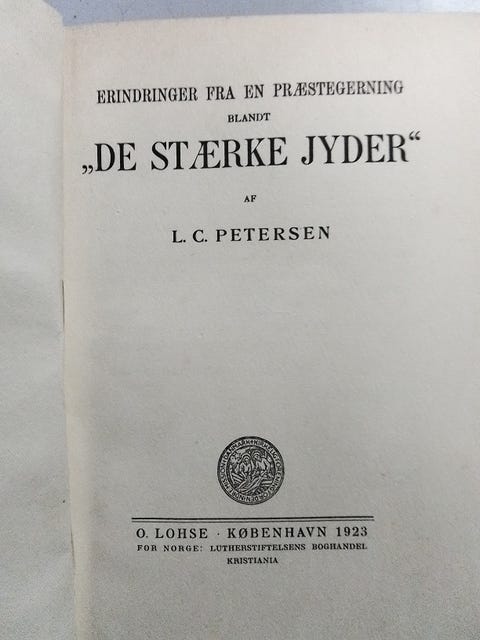 ERINDRINGER FRA EN PRÆSTEGERNING
BLANDT
„DE STÆRKE JYDER“
AF
L. C. PETERSEN
O. LOHSE · KØBENHAVN 1923
FOR NORGE: LUTHERSTIFTELSENS BOGHANDEL
KRISTIANIA